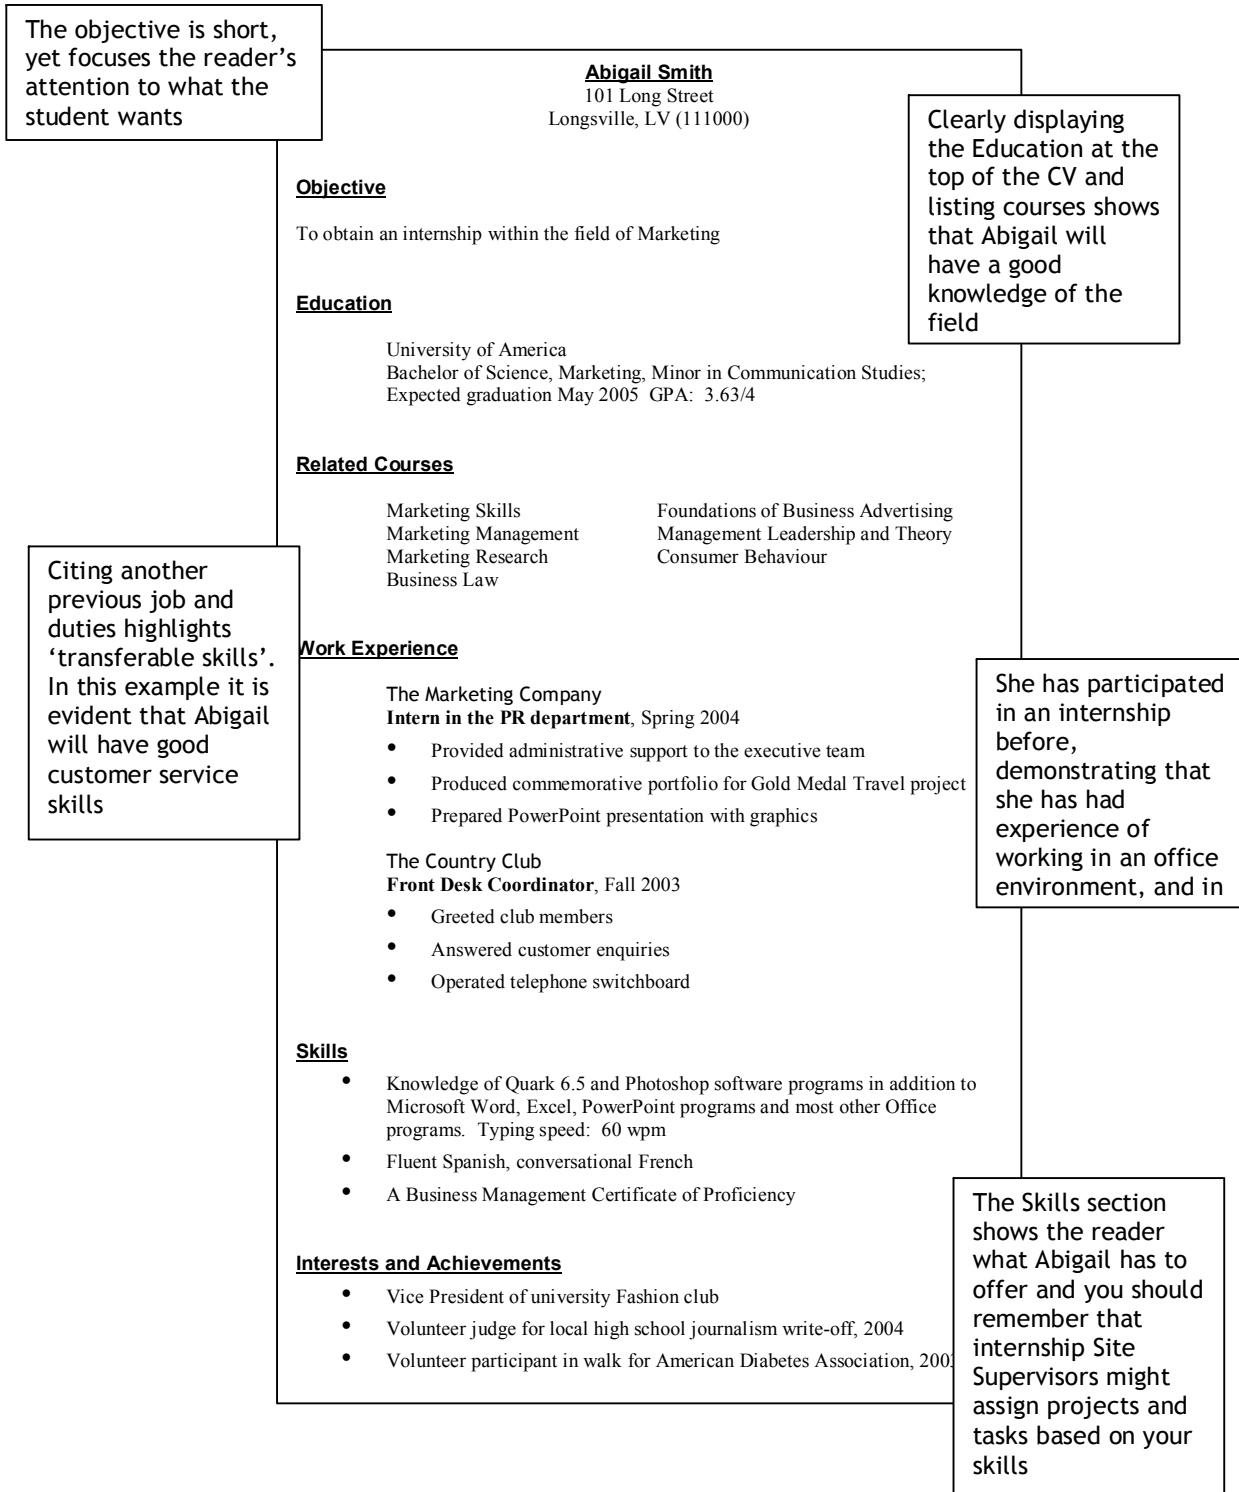 The objective is short,
yet focuses the reader’s
attention to what the
student wants
Abigail Smith
101 Long Street
Longsville, LV (111000)
Clearly displaying
the Education at the
top of the CV and
listing courses shows
that Abigail will
have a good
knowledge of the
field
Objective
To obtain an internship within the field of Marketing
Education
University of America
Bachelor of Science, Marketing, Minor in Communication Studies;
Expected graduation May 2005  GPA:  3.63/4
Related Courses
Marketing Skills
Marketing Management
Marketing Research
Business Law
Foundations of Business Advertising
Management Leadership and Theory
Consumer Behaviour
Citing another
previous job and
duties highlights
‘transferable skills’.
In this example it is
evident that Abigail
will have good
customer service
skills
Work Experience
The Marketing Company
Intern in the PR department, Spring 2004
• Provided administrative support to the executive team
• Produced commemorative portfolio for Gold Medal Travel project
• Prepared PowerPoint presentation with graphics
She has participated
in an internship
before,
demonstrating that
she has had
experience of
working in an office
environment, and in
The Country Club
Front Desk Coordinator, Fall 2003
• Greeted club members
• Answered customer enquiries
• Operated telephone switchboard
Skills
• Knowledge of Quark 6.5 and Photoshop software programs in addition to
Microsoft Word, Excel, PowerPoint programs and most other Office
programs.  Typing speed:  60 wpm
• Fluent Spanish, conversational French
• A Business Management Certificate of Proficiency
The Skills section
shows the reader
what Abigail has to
offer and you should
remember that
internship Site
Supervisors might
assign projects and
tasks based on your
skills
Interests and Achievements
• Vice President of university Fashion club
• Volunteer judge for local high school journalism write-off, 2004
• Volunteer participant in walk for American Diabetes Association,